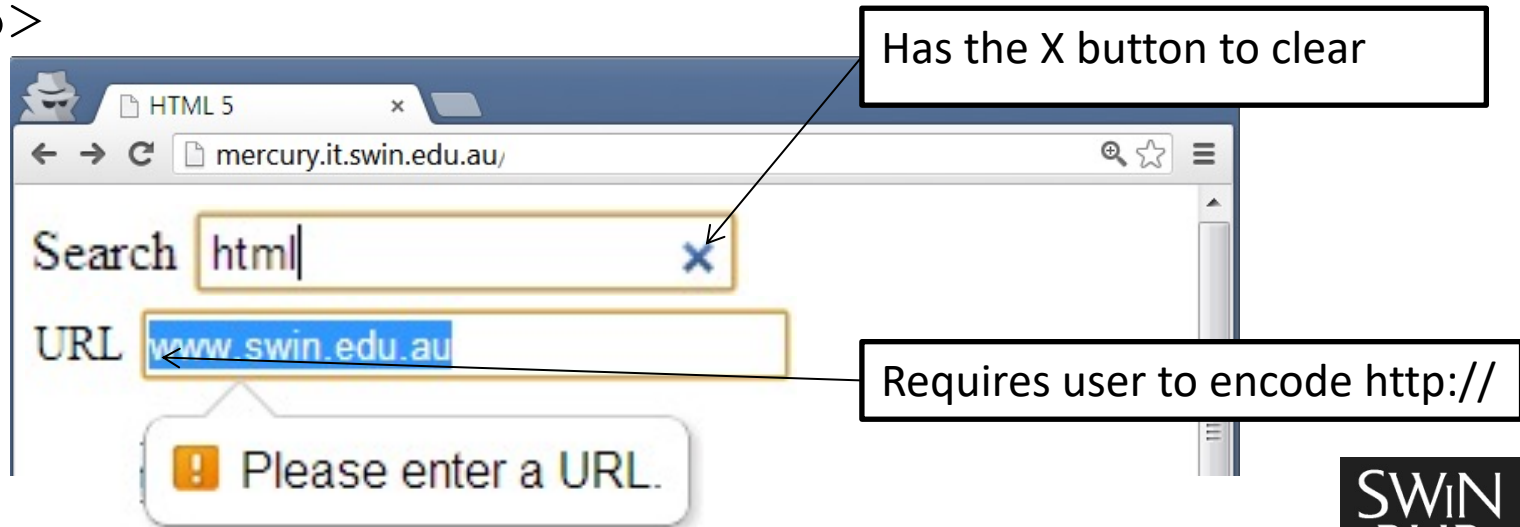 >
Has the X button to clear
HTML 5
mercury.it.swin.edu.au/
Search html
URL www.swin.edu.au
Requires user to encode http://
Please enter a URL.
SWIN